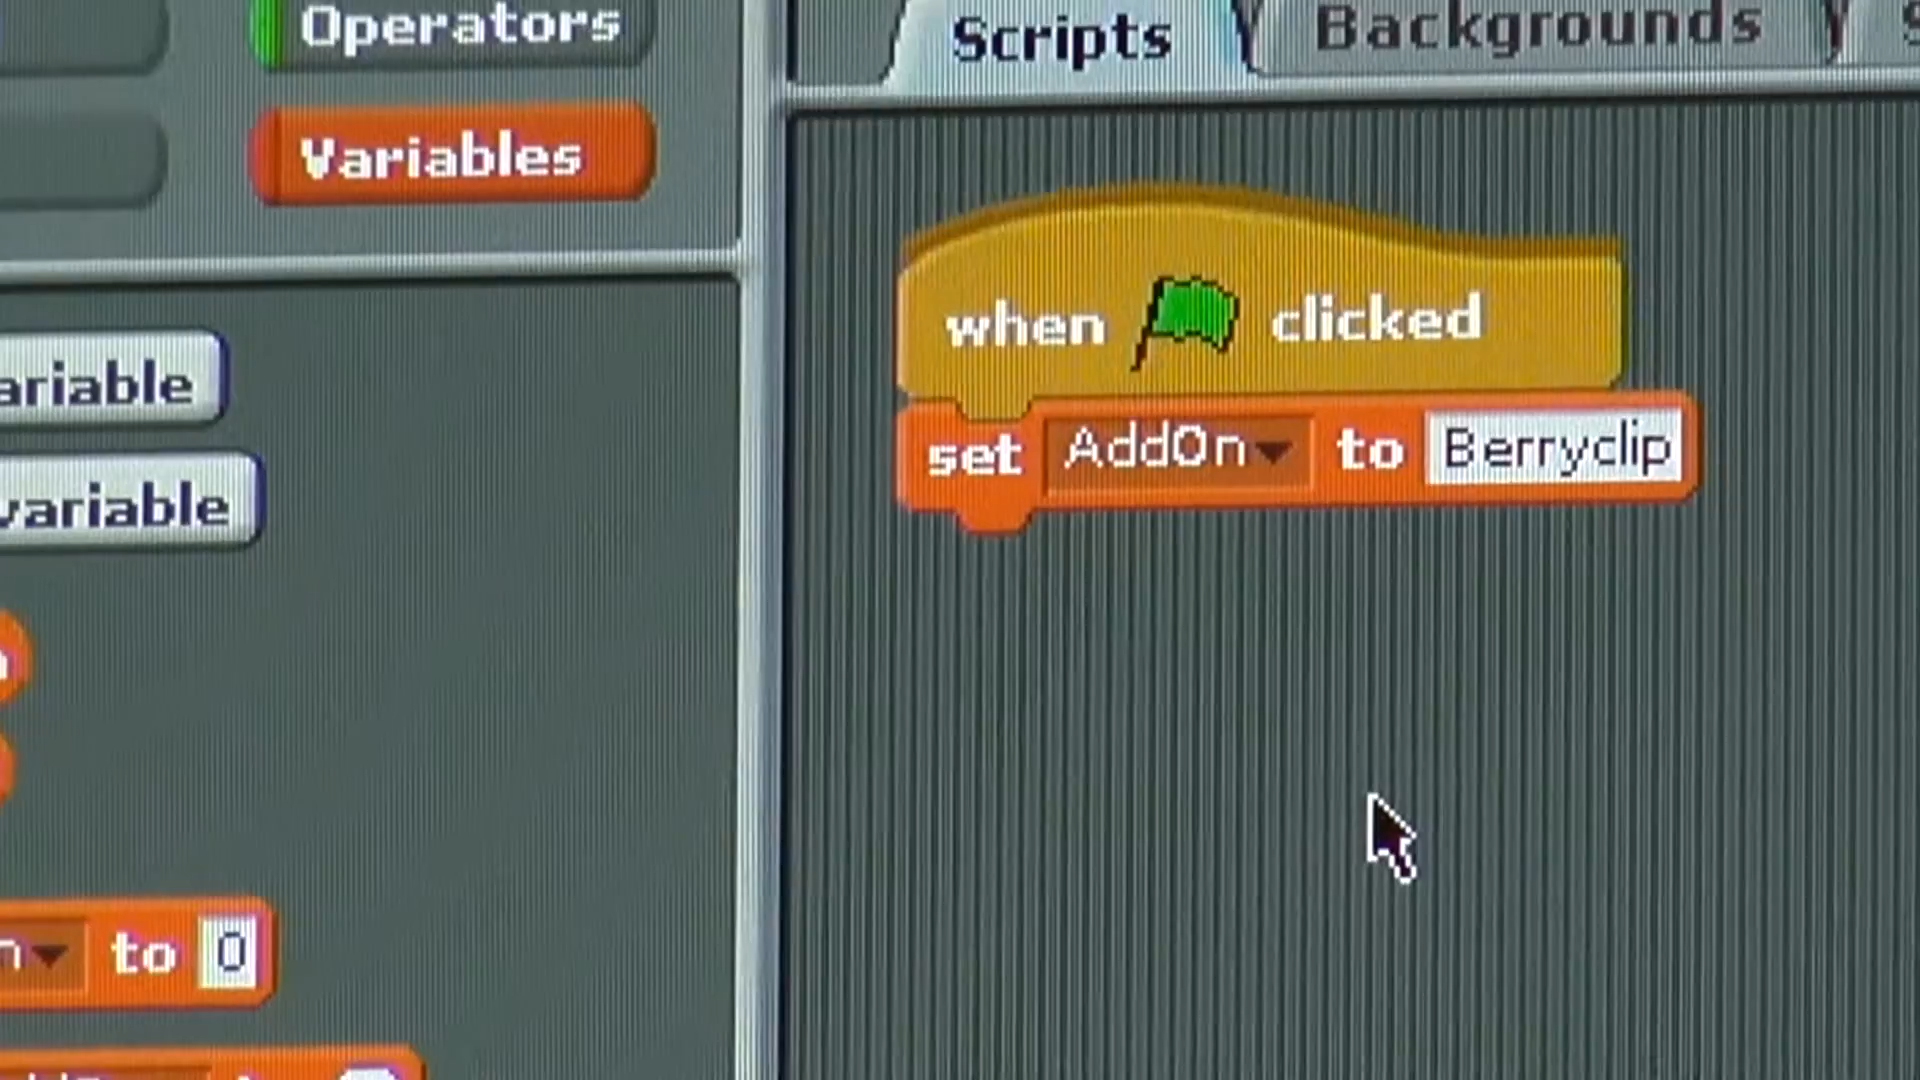 Operators
Scripts
Backgrounds
Variables
when clicked
set AddOn to Berryclip
ariable
variable
n to 0